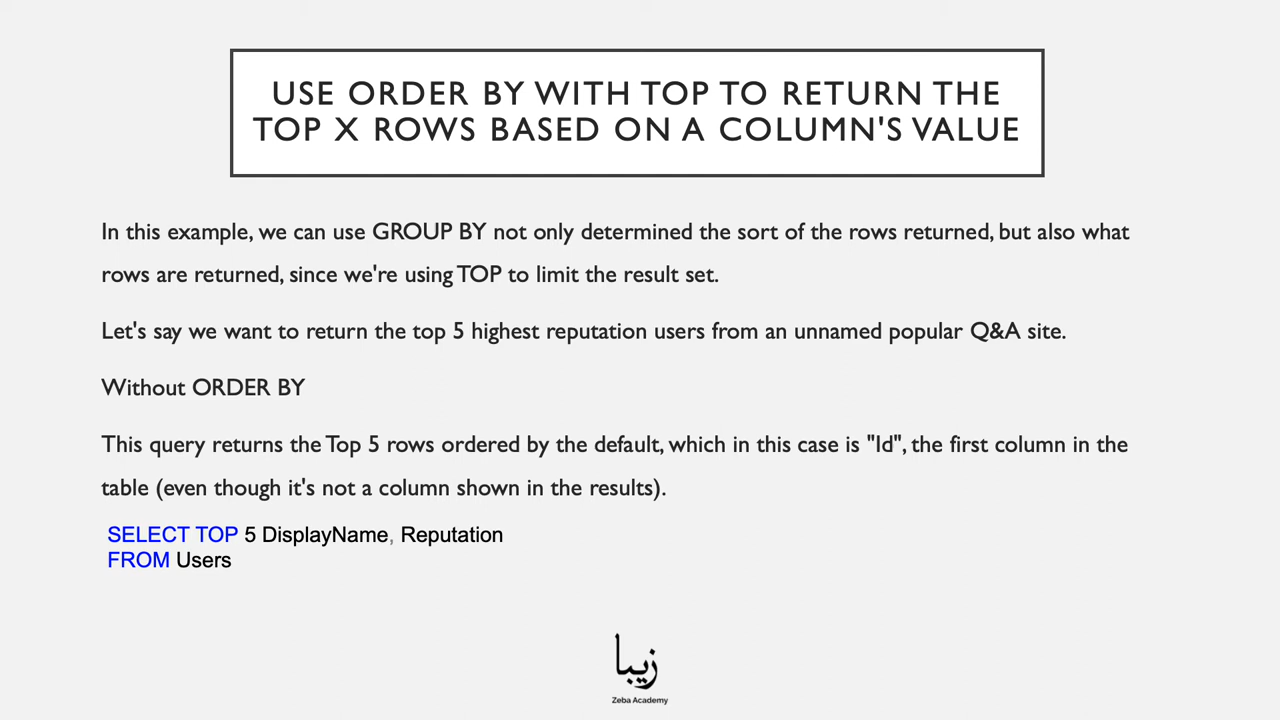 USE ORDER BY WITH TOP TO RETURN THE
TOP X ROWS BASED ON A COLUMN'S VALUE
In this example, we can use GROUP BY not only determined the sort of the rows returned, but also what
rows are returned, since we're using TOP to limit the result set.
Let's say we want to return the top 5 highest reputation users from an unnamed popular Q&A site.
Without ORDER BY
This query returns the Top 5 rows ordered by the default, which in this case is "Id", the first column in the
table (even though it's not a column shown in the results).
SELECT TOP 5 DisplayName, Reputation
FROM Users
زيبا
Zeba Academy